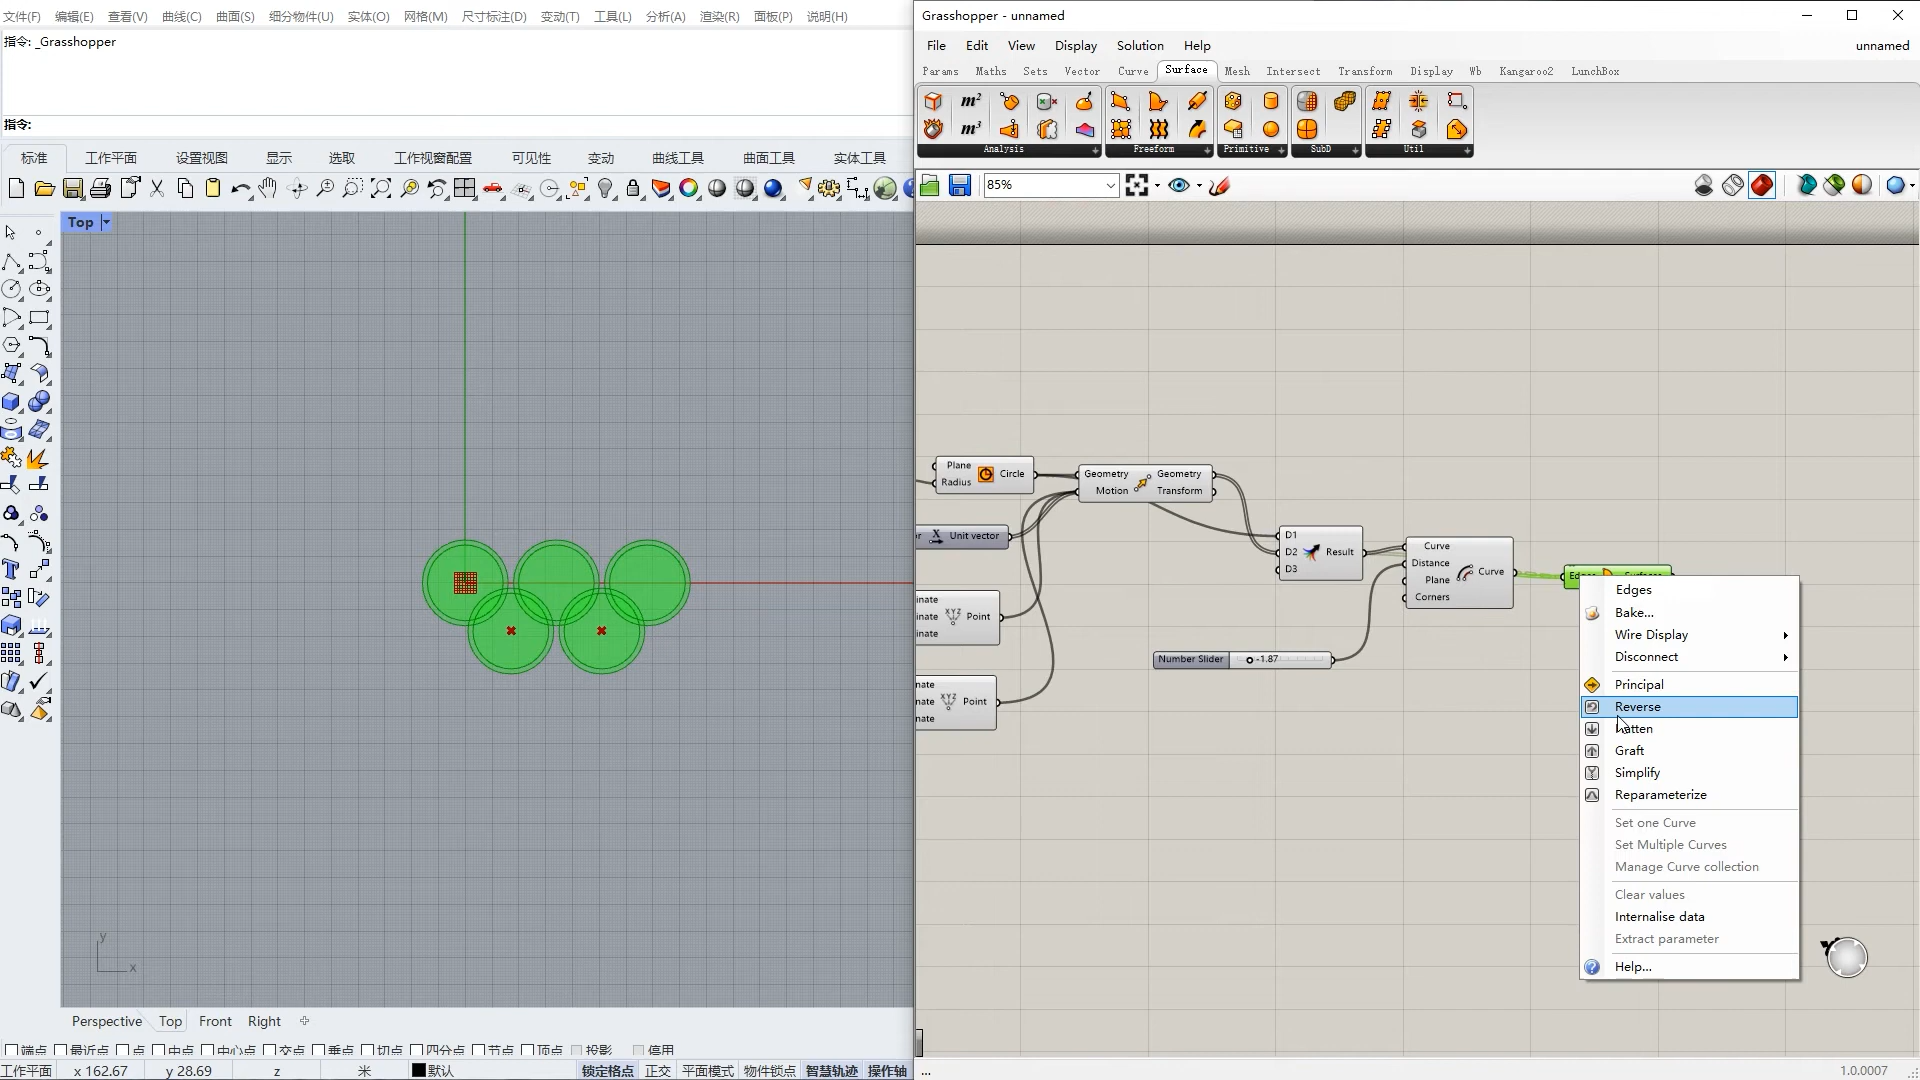 文件(F) 编辑(E) 查看(V) 曲线(C) 曲面(S) 细分物件(U) 实体(O) 网格(M) 尺寸标注(D) 变动(T) 工具(L) 分析(A) 渲染(R) 面板(P) 说明(H)
指令: _Grasshopper
指令:
标准 工作平面 设置视图 显示 选取 工作视窗配置 可见性 变动 曲线工具 曲面工具 实体工具
Top
y
x
Perspective Top Front Right
端点 最近点 点 中点 中心点 交点 垂点 切点 四分点 节点 顶点 投影 停用
工作平面 x 162.67 y 28.69 z 米 默认 锁定格点 正交 平面模式 物件锁点 智慧轨迹 操作轴
Grasshopper - unnamed
File Edit View Display Solution Help unnamed
Params Maths Sets Vector Curve Surface Mesh Intersect Transform Display Wb Kangaroo2 LunchBox
m² m³
Analysis Freeform Primitive SubD Util
85%
Plane
Radius
Circle
Geometry
Motion
Geometry
Transform
Unit vector
D1
D2
D3
Result
Curve
Distance
Plane
Corners
Curve
inate
inate
inate
XYZ
Point
Number Slider -1.87
nate
nate
nate
XYZ
Point
Edges
Bake...
Wire Display
Disconnect
Principal
Reverse
Graft
Simplify
Reparameterize
Set one Curve
Set Multiple Curves
Manage Curve collection
Clear values
Internalise data
Extract parameter
Help...
... 1.0.0007